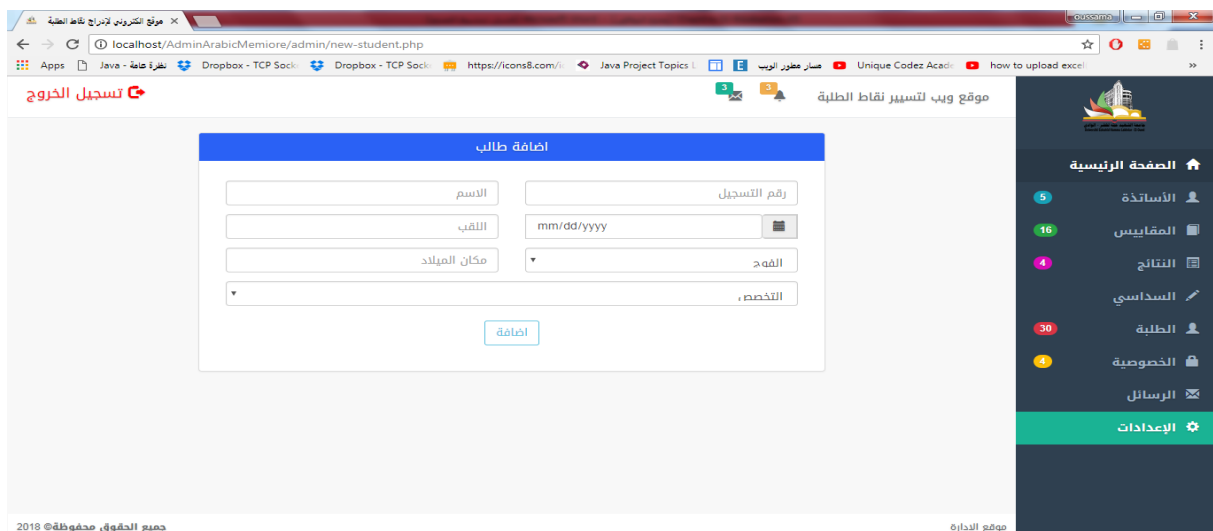 موقع الكتروني لإدراج نقاط الطلبة
oussama
localhost/AdminArabicMemiore/admin/new-student.php
Apps
Java - نظرة عامة
Dropbox - TCP Sock
Dropbox - TCP Sock
https://icons8.com/i
Java Project Topics
مسار مطور الويب
Unique Codez Acad
how to upload excel
موقع ويب لتسيير نقاط الطلبة
3
3
تسجيل الخروج
الصفحة الرئيسية
الأساتذة 5
المقاييس 16
النتائج 4
السداسي
الطلبة 30
الخصوصية 4
الرسائل
الإعدادات
اضافة طالب
رقم التسجيل
الاسم
mm/dd/yyyy
اللقب
الفوج
مكان الميلاد
التخصص
اضافة
موقع الادارة
جميع الحقوق محفوظة© 2018